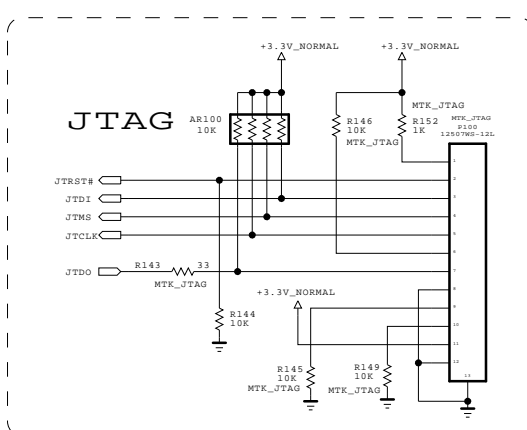 +3.3V_NORMAL
+3.3V_NORMAL
JTAG
AR100
10K
R146
10K
MTK_JTAG
MTK_JTAG
R152
1K
MTK_JTAG
P100
12507WS-12L
JTRST#
JTDI
JTMS
JTCLK
JTDO
R143
33
MTK_JTAG
+3.3V_NORMAL
R144
10K
R145
10K
MTK_JTAG
R149
10K
MTK_JTAG
1
2
3
4
5
6
7
8
9
10
11
12
13